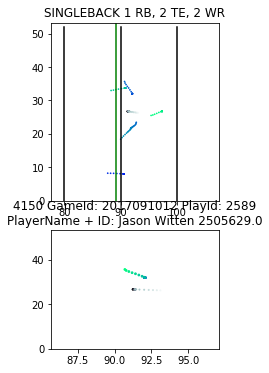 SINGLEBACK 1 RB, 2 TE, 2 WR
50
40
30
20
10
0
80 90 100
4150 GameId: 2017091012 PlayId: 2589
PlayerName + ID: Jason Witten 2505629.0
40
20
0
87.5 90.0 92.5 95.0